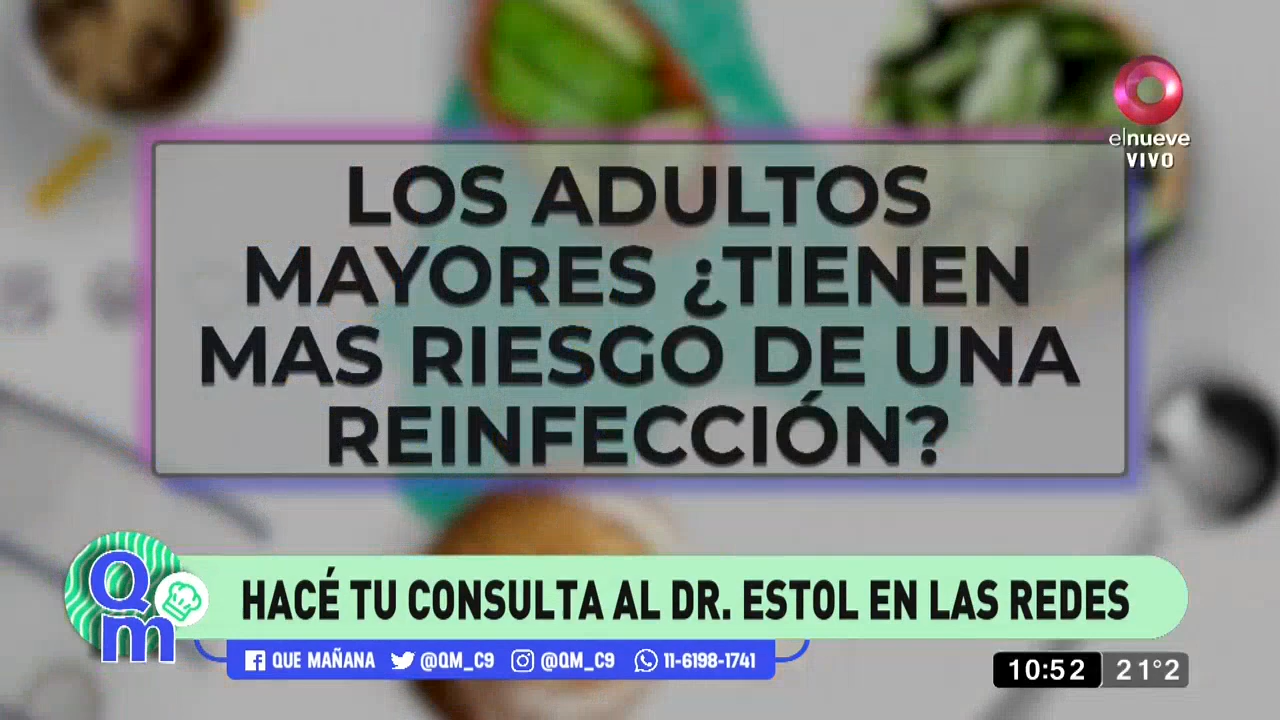 elnueve
VIVO
LOS ADULTOS
MAYORES ¿TIENEN
MAS RIESGO DE UNA
REINFECCIÓN?
Qm
HACÉ TU CONSULTA AL DR. ESTOL EN LAS REDES
QUE MAÑANA @QM_C9 @QM_C9 11-6198-1741
10:52 21°2